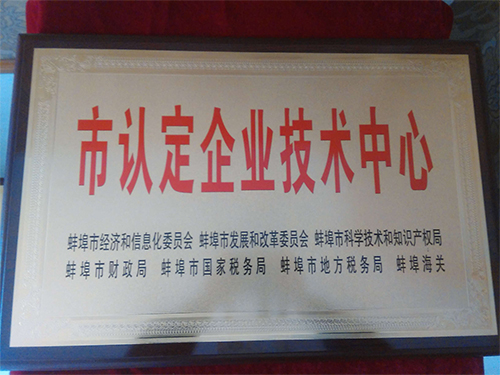 市认定企业技术中心
蚌埠市经济和信息化委员会 蚌埠市发展和改革委员会 蚌埠市科学技术和知识产权局
蚌埠市财政局 蚌埠市国家税务局 蚌埠市地方税务局 蚌埠海关